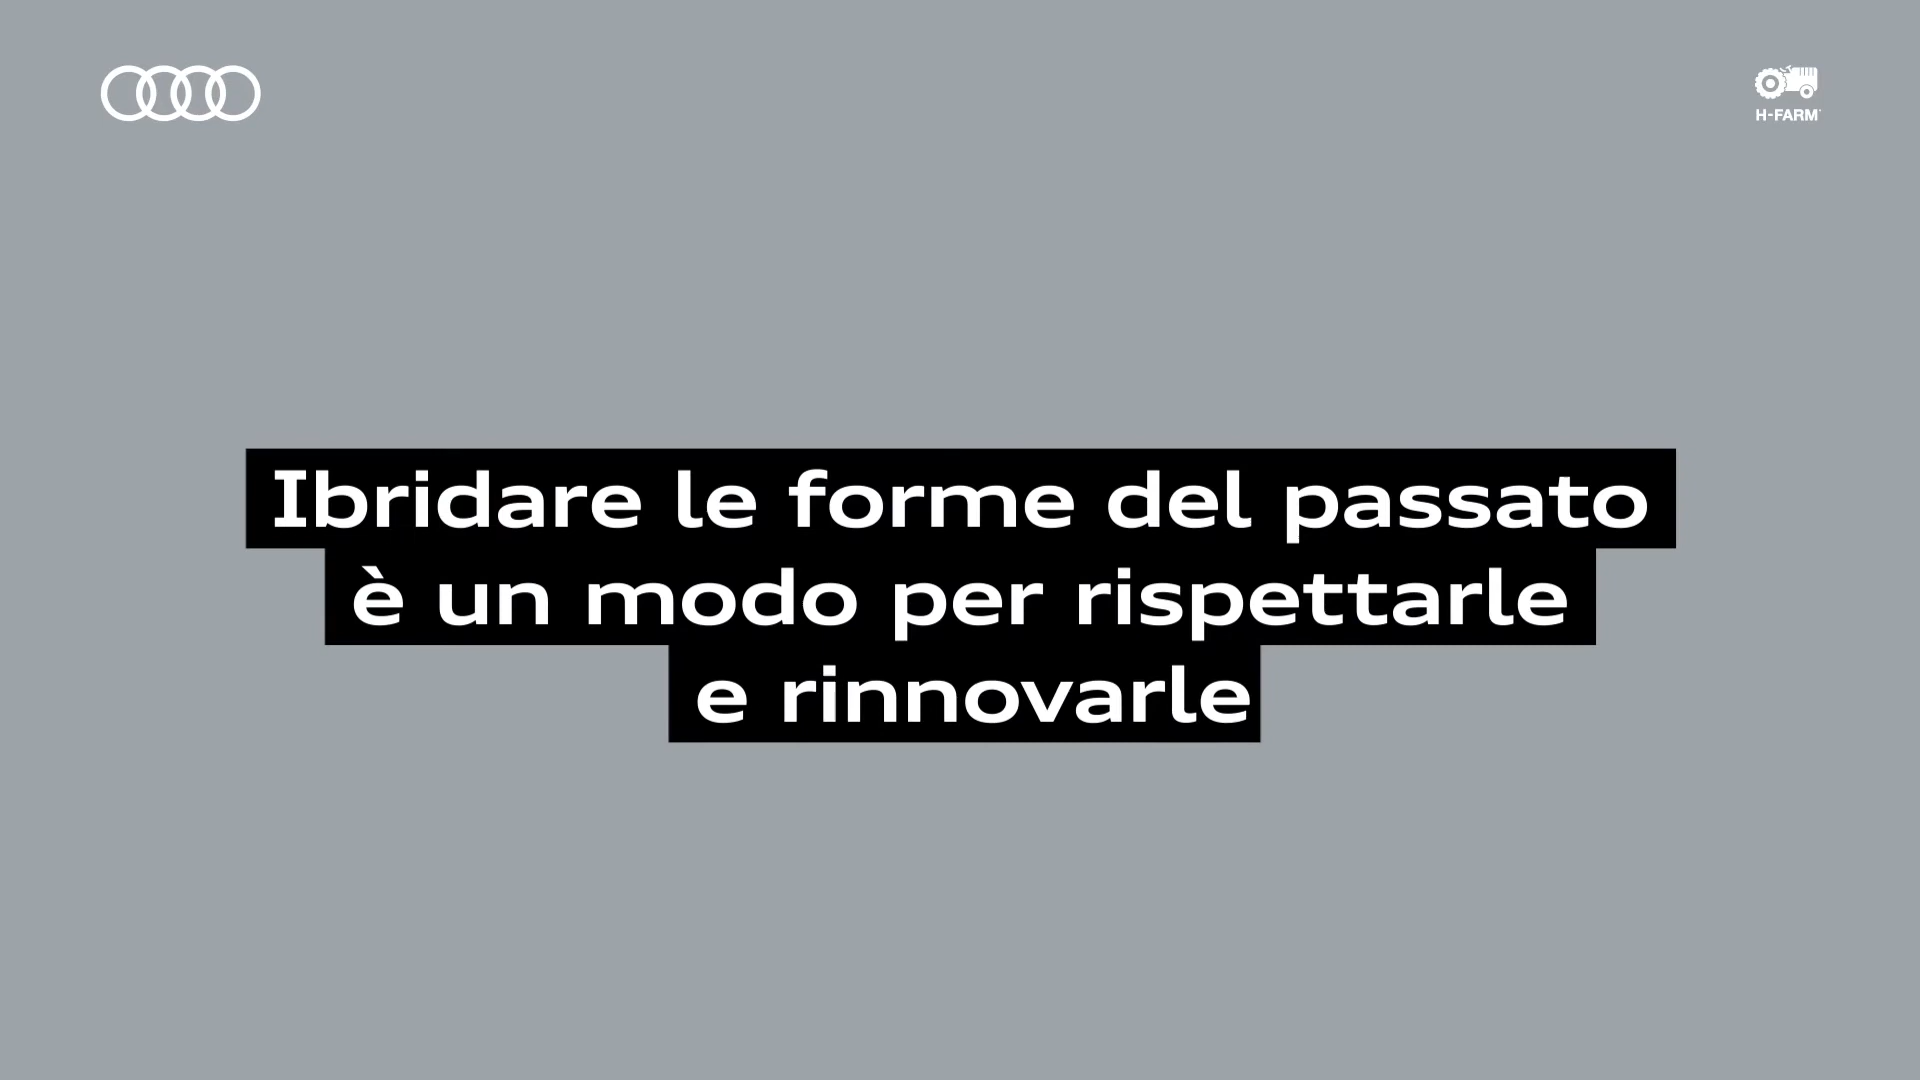 H-FARM
Ibridare le forme del passato
è un modo per rispettarle
e rinnovarle